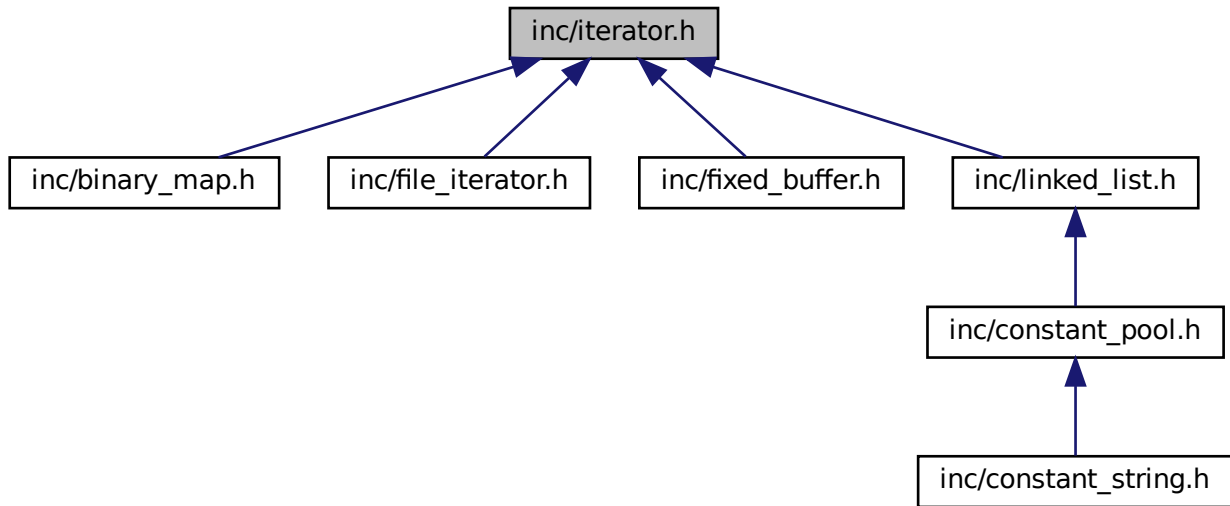 inc/iterator.h
inc/binary_map.h
inc/file_iterator.h
inc/fixed_buffer.h
inc/linked_list.h
inc/constant_pool.h
inc/constant_string.h